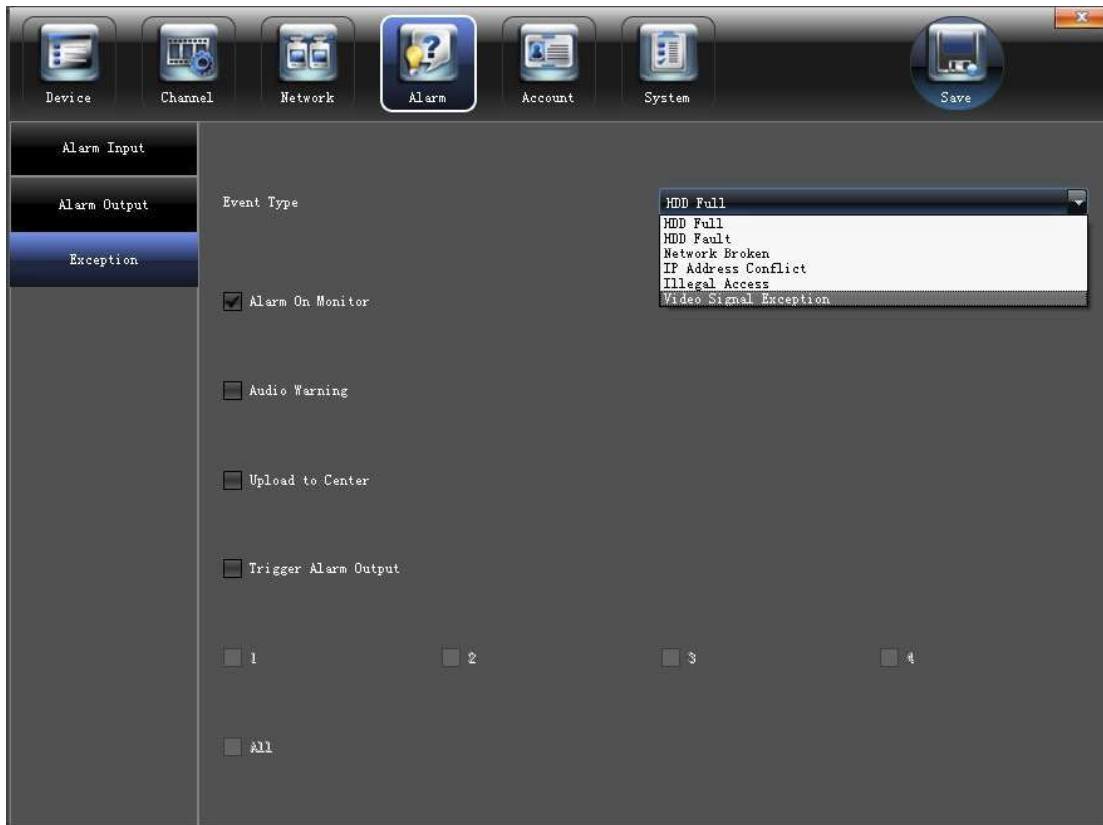 Device Channel Network Alarm Account System Save
Alarm Input
Alarm Output
Exception
Event Type HDD Full
HDD Full
HDD Fault
Network Broken
IP Address Conflict
Illegal Access
Video Signal Exception
Alarm On Monitor
Audio Warning
Upload to Center
Trigger Alarm Output
1 2 3 4
All